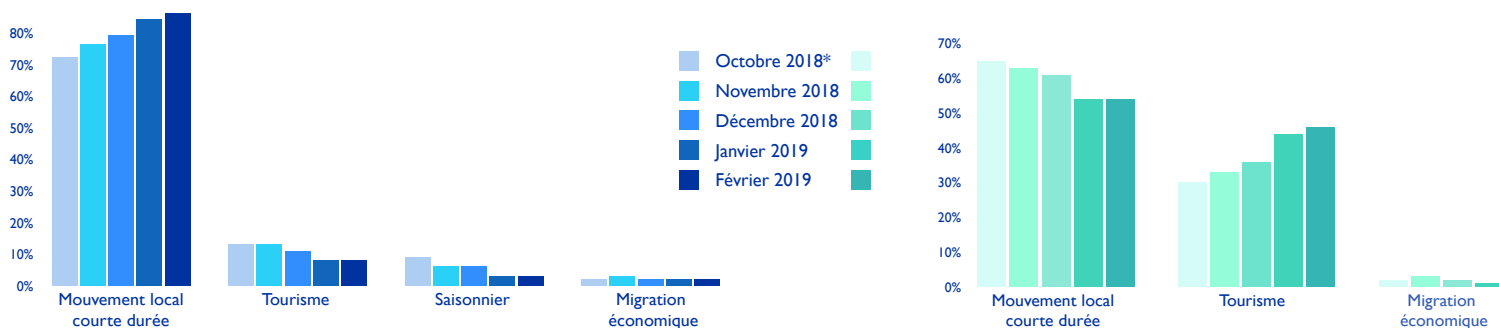 80%
70%
60%
50%
40%
30%
20%
10%
0%
Mouvement local
courte durée
Tourisme
Saisonnier
Migration
économique
Octobre 2018*
Novembre 2018
Décembre 2018
Janvier 2019
Février 2019
70%
60%
50%
40%
30%
20%
10%
0%
Mouvement local
courte durée
Tourisme
Migration
économique